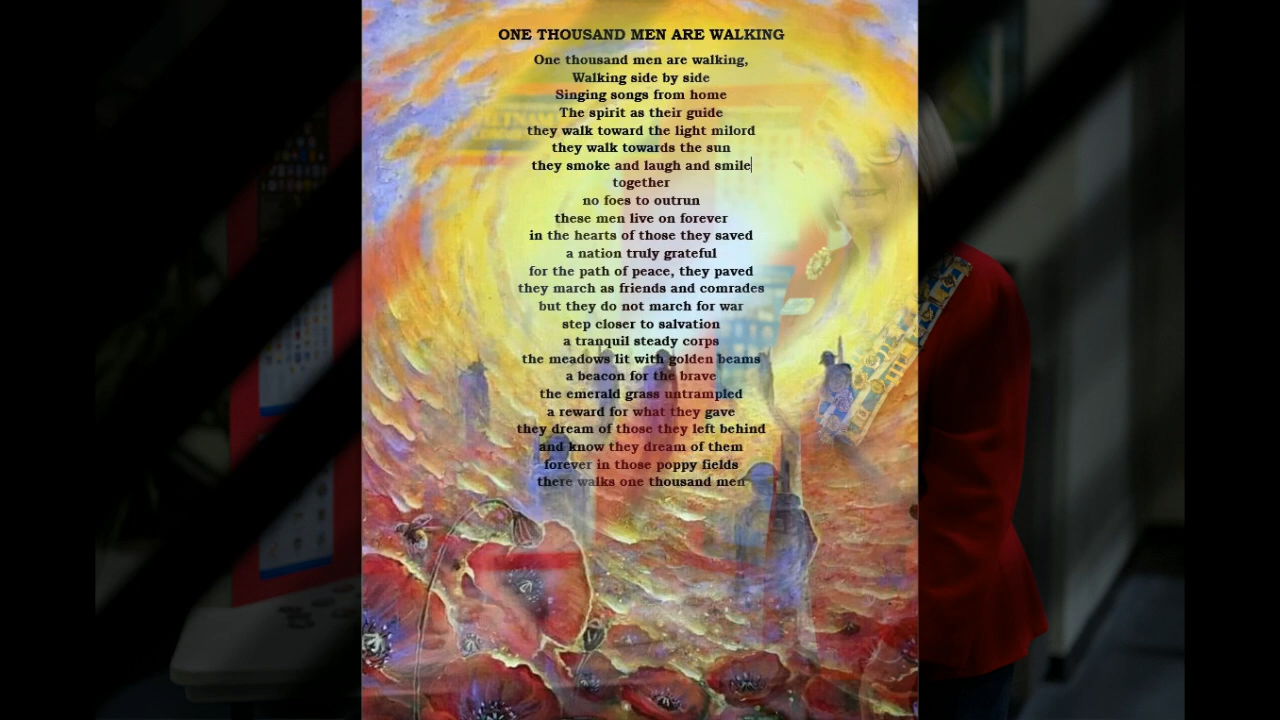 ONE THOUSAND MEN ARE WALKING
One thousand men are walking,
Walking side by side
Singing songs from home
The spirit as their guide
they walk toward the light milord
they walk towards the sun
they smoke and laugh and smile
together
no foes to outrun
these men live on forever
in the hearts of those they saved
a nation truly grateful
for the path of peace, they paved
they march as friends and comrades
but they do not march for war
step closer to salvation
a tranquil steady corps
the meadows lit with golden beams
a beacon for the brave
the emerald grass untrampled
a reward for what they gave
they dream of those they left behind
and know they dream of them
forever in those poppy fields
there walks one thousand men